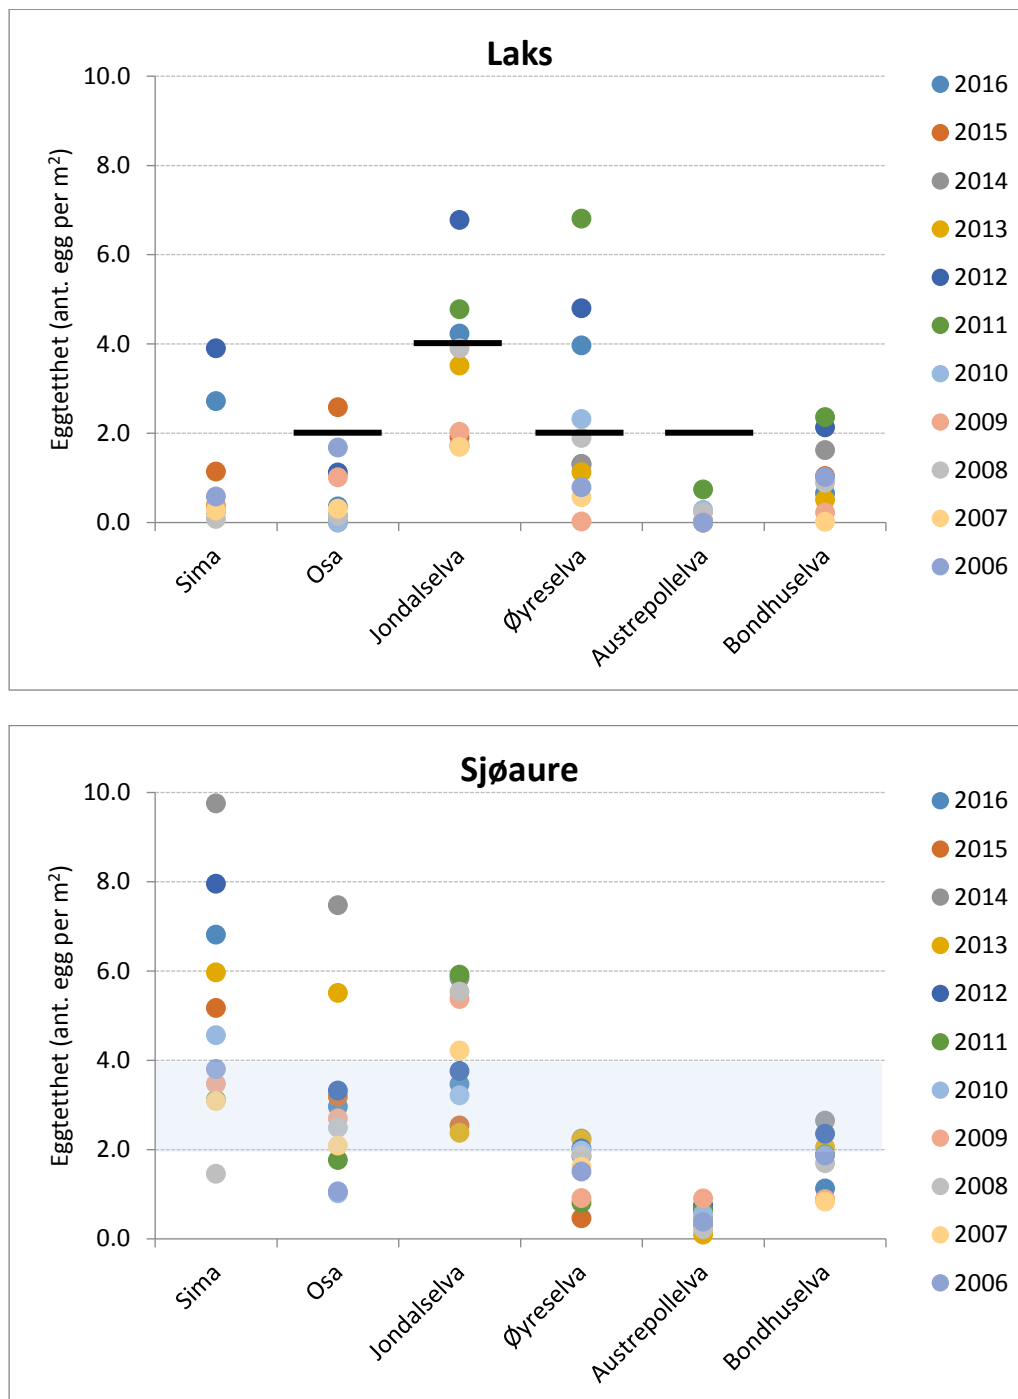 Laks
Eggtetthet (ant. egg per m²)
10.0
8.0
6.0
4.0
2.0
0.0
Sima
Osa
Jondalselva
Øyreselva
Austrepollelva
Bondhuselva
2016
2015
2014
2013
2012
2011
2010
2009
2008
2007
2006
Sjøaure
Eggtetthet (ant. egg per m²)
10.0
8.0
6.0
4.0
2.0
0.0
Sima
Osa
Jondalselva
Øyreselva
Austrepollelva
Bondhuselva
2016
2015
2014
2013
2012
2011
2010
2009
2008
2007
2006